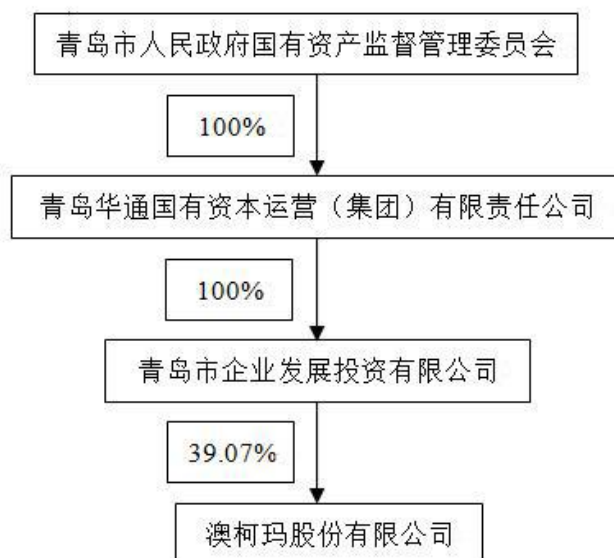 青岛市人民政府国有资产监督管理委员会
100%
青岛华通国有资本运营（集团）有限责任公司
100%
青岛市企业发展投资有限公司
39.07%
澳柯玛股份有限公司